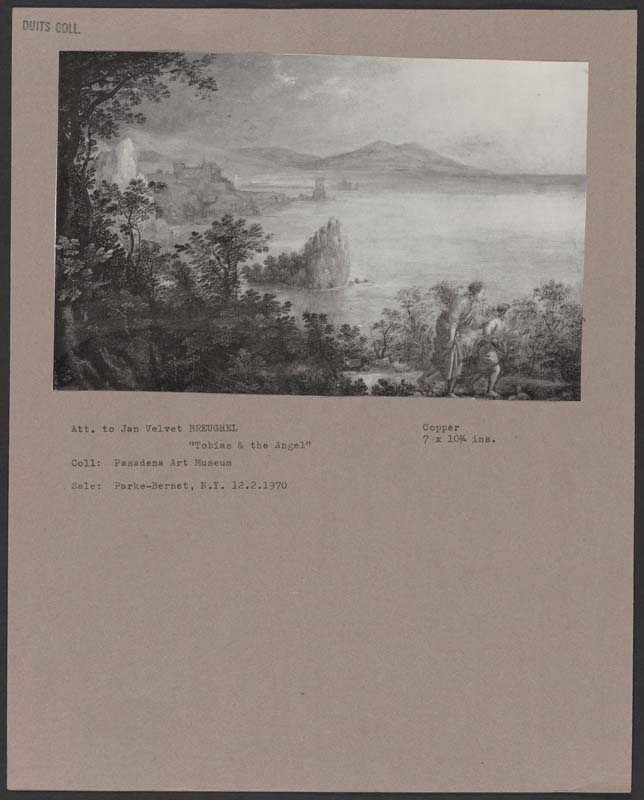 DUITS COLL.
Att. to Jan Velvet BREUGHEL
"Tobias & the Angel"
Coll: Pasadena Art Museum
Sale: Parke-Bernet, N.Y. 12.2.1970
Copper
7 x 10¾ ins.